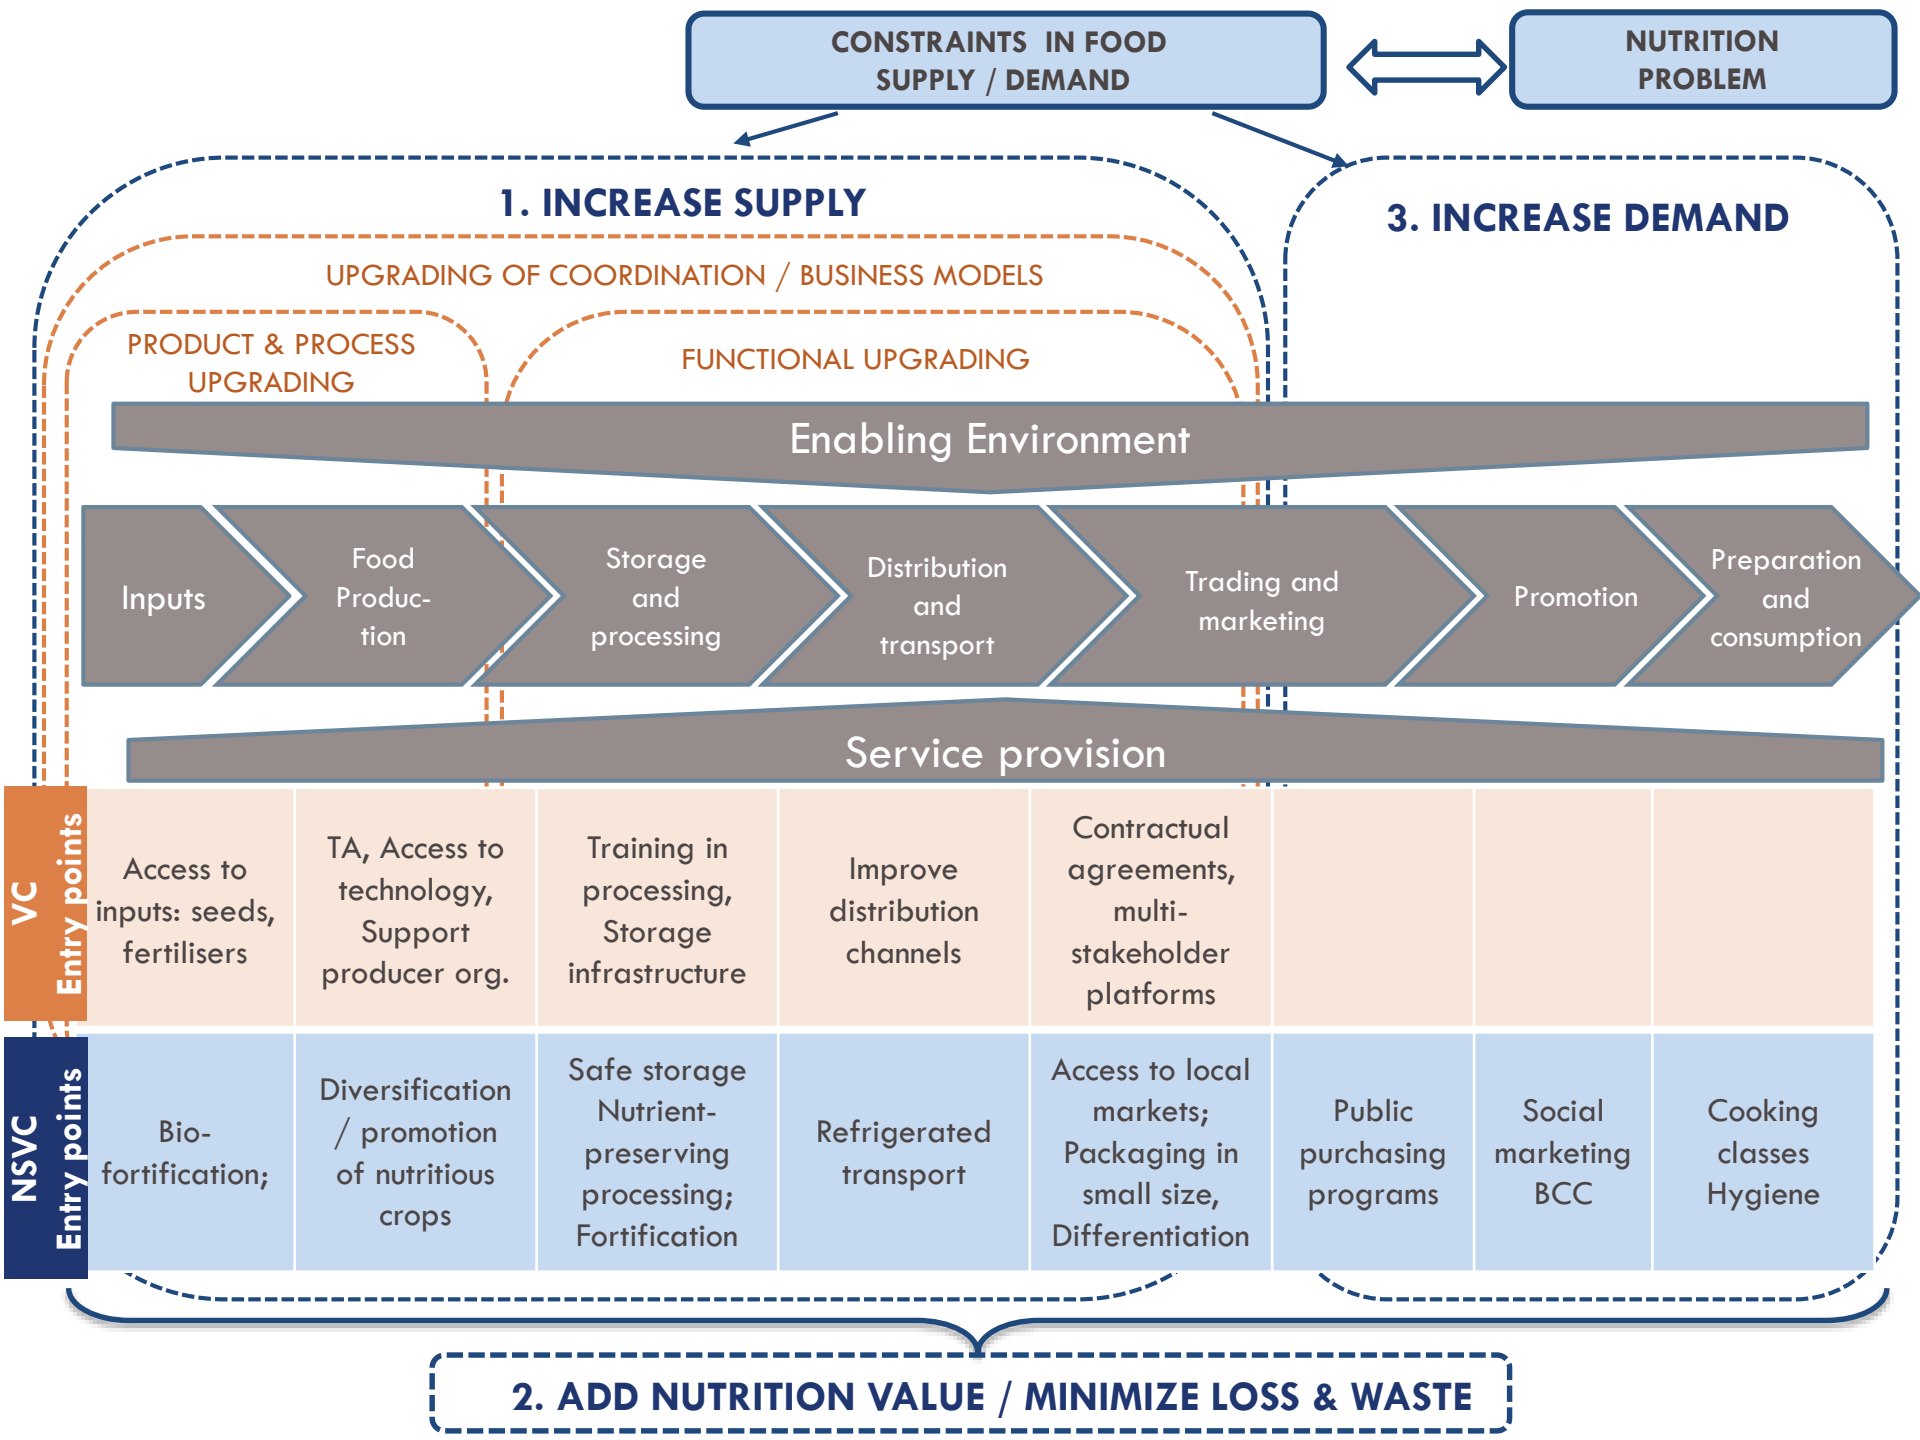 CONSTRAINTS IN FOOD
SUPPLY / DEMAND
NUTRITION
PROBLEM
1. INCREASE SUPPLY
3. INCREASE DEMAND
UPGRADING OF COORDINATION / BUSINESS MODELS
PRODUCT & PROCESS
UPGRADING
FUNCTIONAL UPGRADING
Enabling Environment
Inputs
Food
Produc-
tion
Storage
and
processing
Distribution
and
transport
Trading and
marketing
Promotion
Preparation
and
consumption
Service provision
VC
Entry points
Access to
inputs: seeds,
fertilisers
TA, Access to
technology,
Support
producer org.
Training in
processing,
Storage
infrastructure
Improve
distribution
channels
Contractual
agreements,
multi-
stakeholder
platforms
NSVC
Entry points
Bio-
fortification;
Diversification
/ promotion
of nutritious
crops
Safe storage
Nutrient-
preserving
processing;
Fortification
Refrigerated
transport
Access to local
markets;
Packaging in
small size,
Differentiation
Public
purchasing
programs
Social
marketing
BCC
Cooking
classes
Hygiene
2. ADD NUTRITION VALUE / MINIMIZE LOSS & WASTE